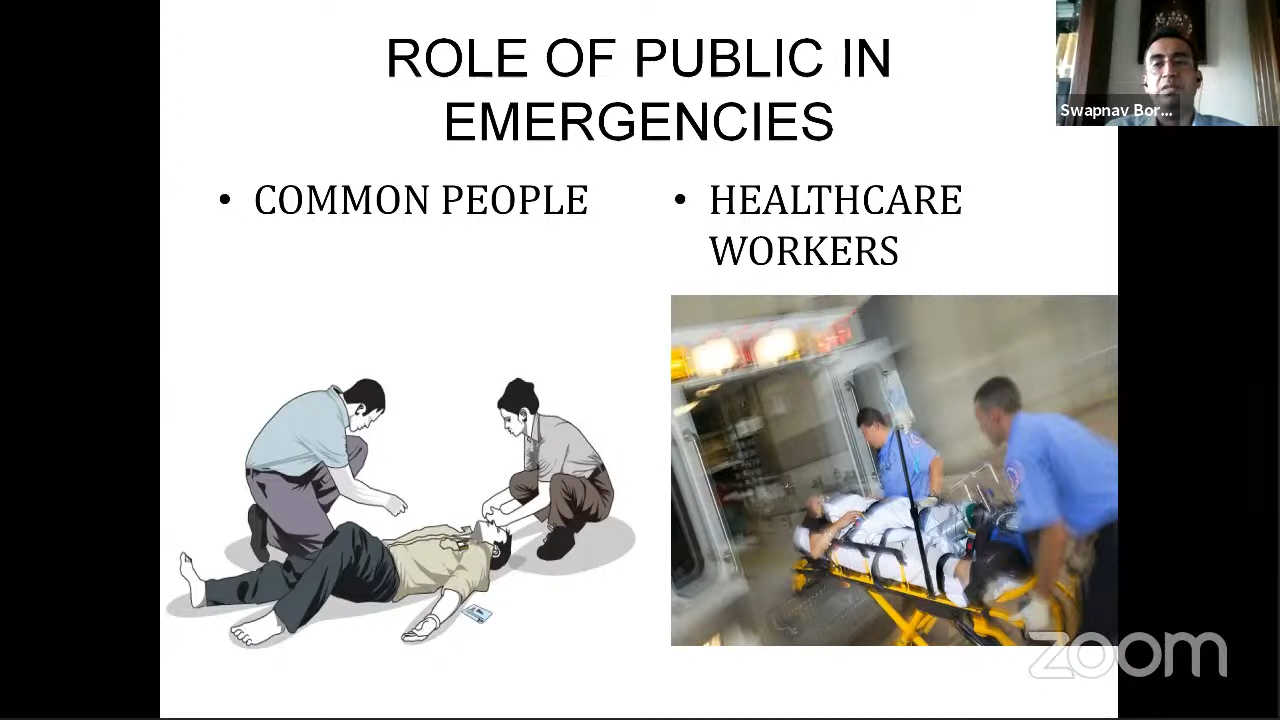 ROLE OF PUBLIC IN
EMERGENCIES
Swapnav Bor...
• COMMON PEOPLE
• HEALTHCARE
WORKERS
zoom